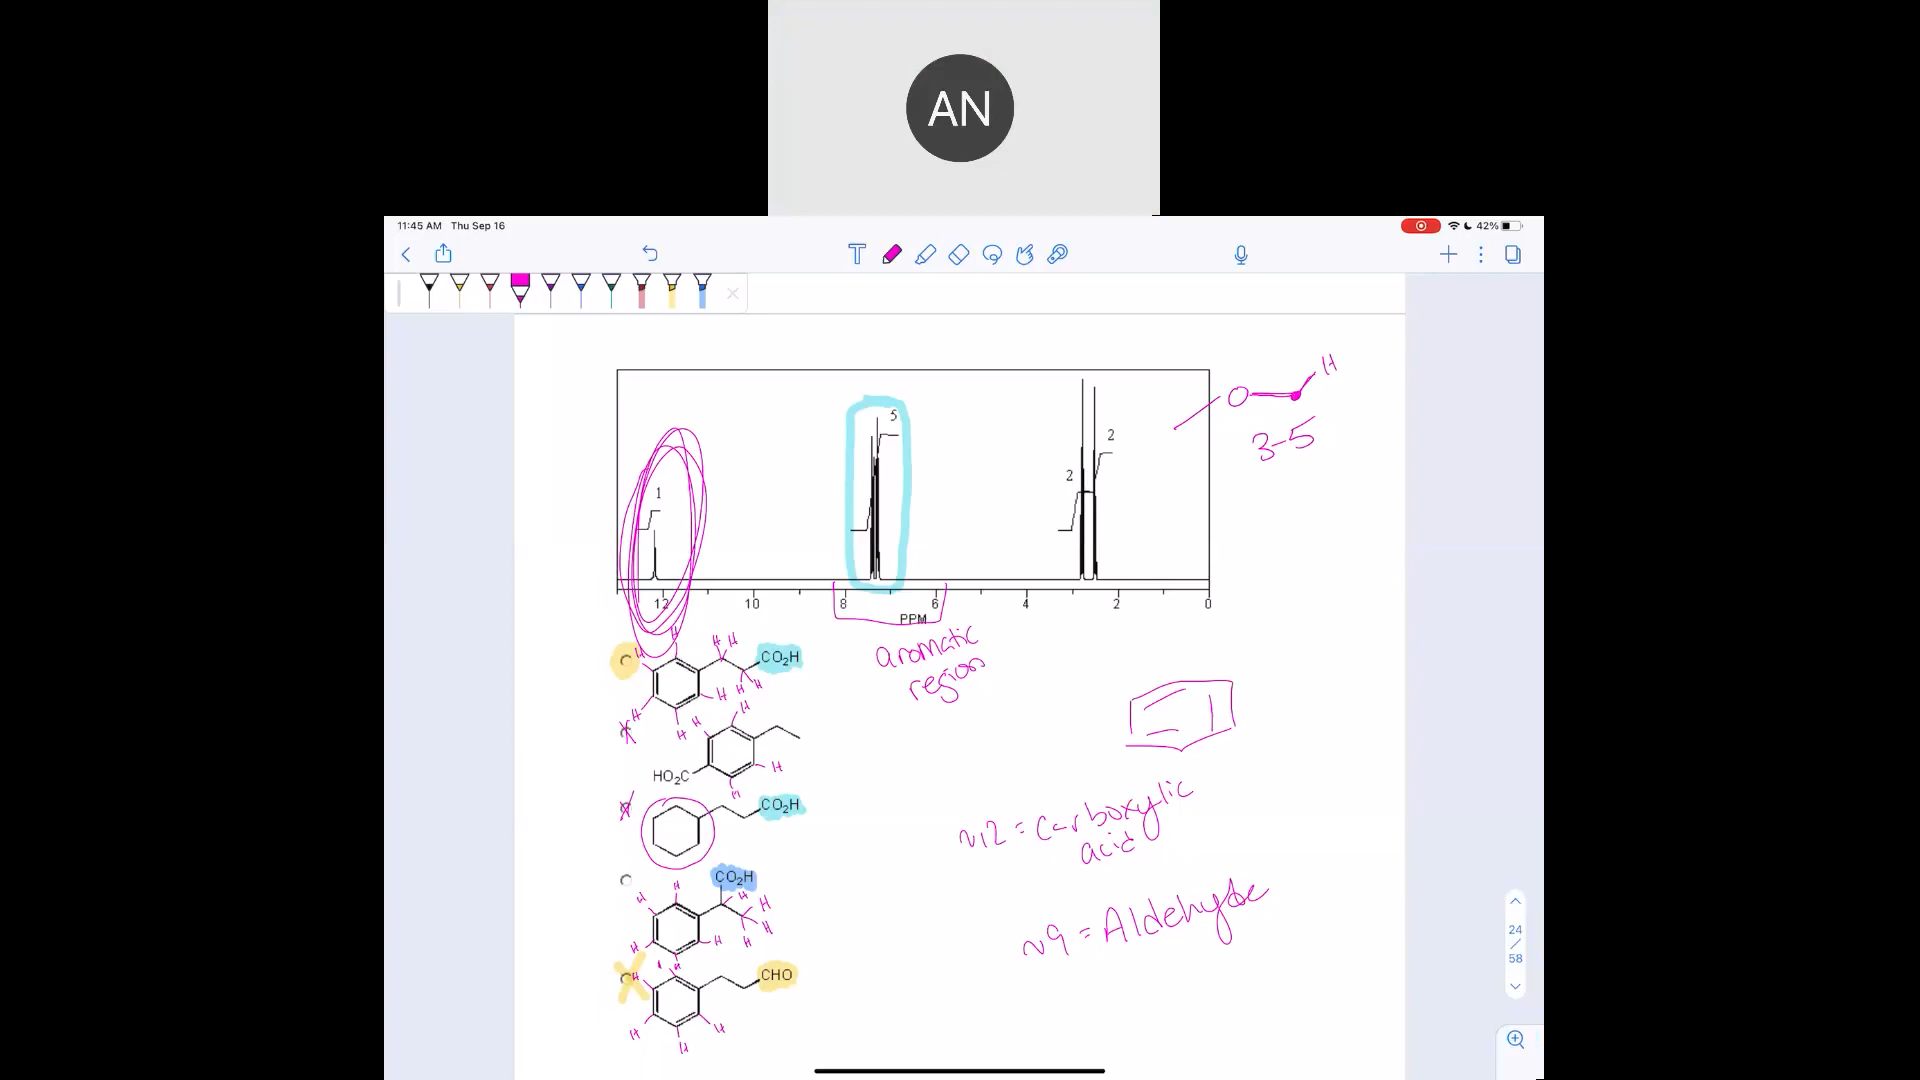 AN
11:45 AM Thu Sep 16
42%
H
O
3-5
5
2
2
1
12
10
8
6
4
2
0
PPM
aromatic
region
H
H
H H
CO₂H
H
H H
H
H
H
H
H
HO₂C
H
CO₂H
~12 = carboxylic
acid
CO₂H
H
H
H
H
H
H
H
H
H
~9 = Aldehyde
H
H
CHO
H
H
H
24
58